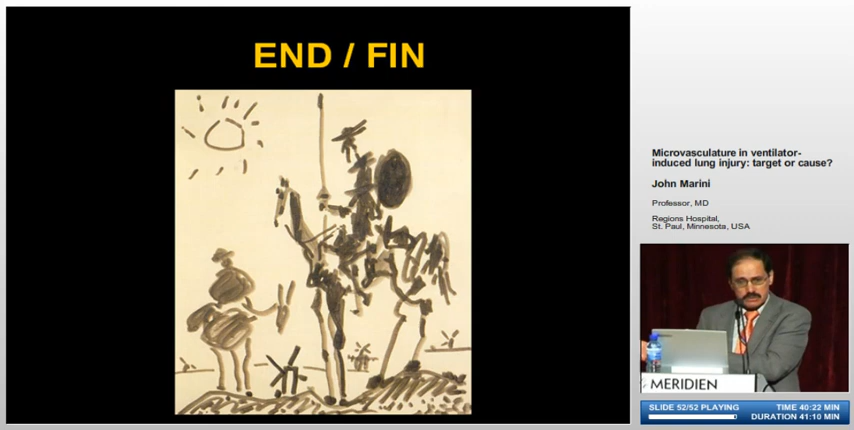 END / FIN
Microvasculature in ventilator-
induced lung injury: target or cause?
John Marini
Professor, MD
Regions Hospital,
St. Paul, Minnesota, USA
MERIDIEN
SLIDE 52/52 PLAYING
TIME 40:22 MIN
DURATION 41:10 MIN